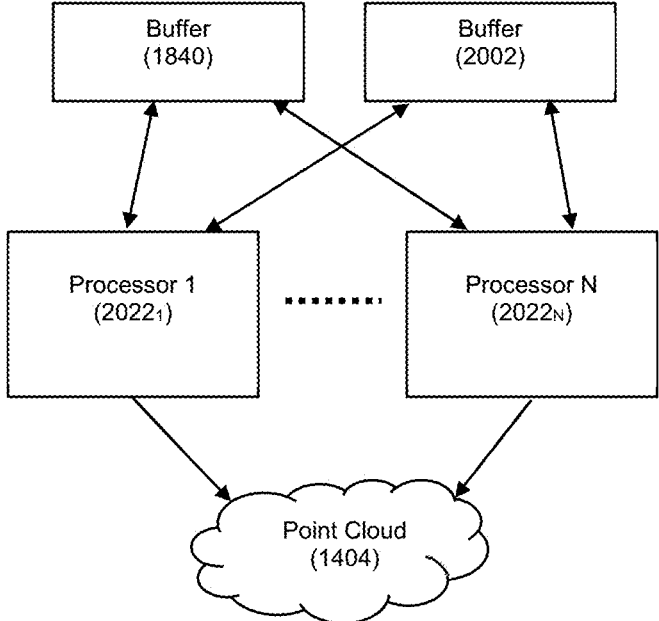 Buffer
(1840)
Buffer
(2002)
Processor 1
(2022₁)
Processor N
(2022ₙ)
Point Cloud
(1404)